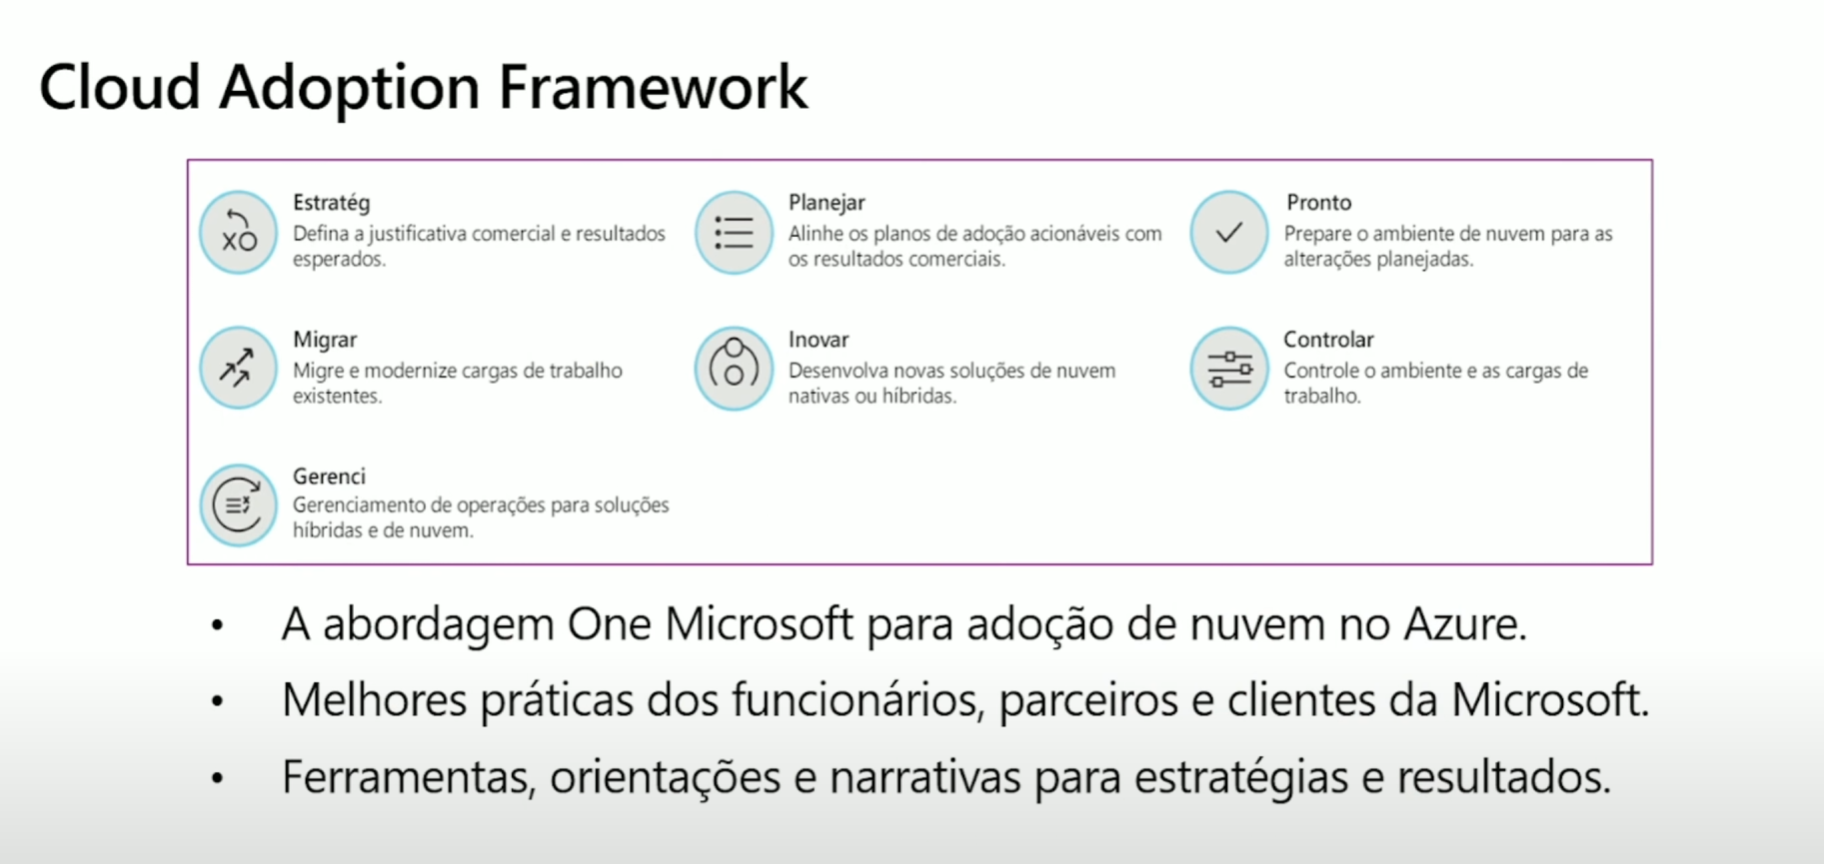 Cloud Adoption Framework
Estratég
Defina a justificativa comercial e resultados
esperados.
Planejar
Alinhe os planos de adoção acionáveis com
os resultados comerciais.
Pronto
Prepare o ambiente de nuvem para as
alterações planejadas.
Migrar
Migre e modernize cargas de trabalho
existentes.
Inovar
Desenvolva novas soluções de nuvem
nativas ou híbridas.
Controlar
Controle o ambiente e as cargas de
trabalho.
Gerenci
Gerenciamento de operações para soluções
híbridas e de nuvem.
• A abordagem One Microsoft para adoção de nuvem no Azure.
• Melhores práticas dos funcionários, parceiros e clientes da Microsoft.
• Ferramentas, orientações e narrativas para estratégias e resultados.